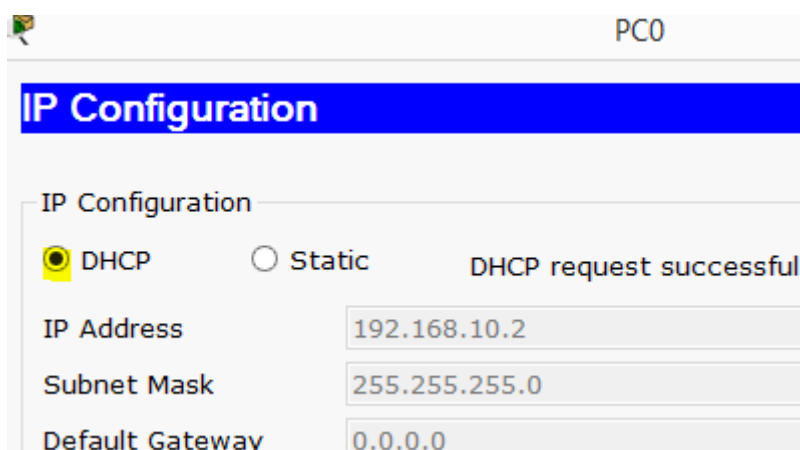 PC0
IP Configuration
IP Configuration
DHCP Static DHCP request successful
IP Address 192.168.10.2
Subnet Mask 255.255.255.0
Default Gateway 0.0.0.0